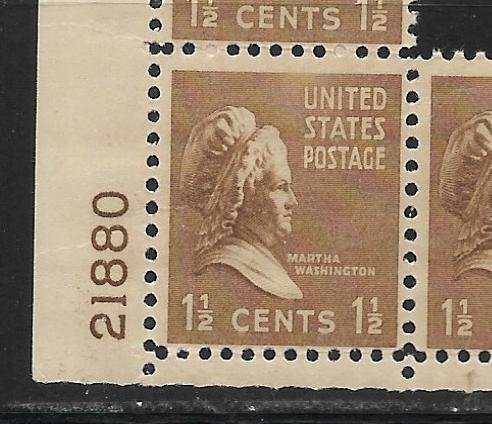 1½ CENTS 1½
UNITED
STATES
POSTAGE
MARTHA
WASHINGTON
1½ CENTS 1½
1½
21880